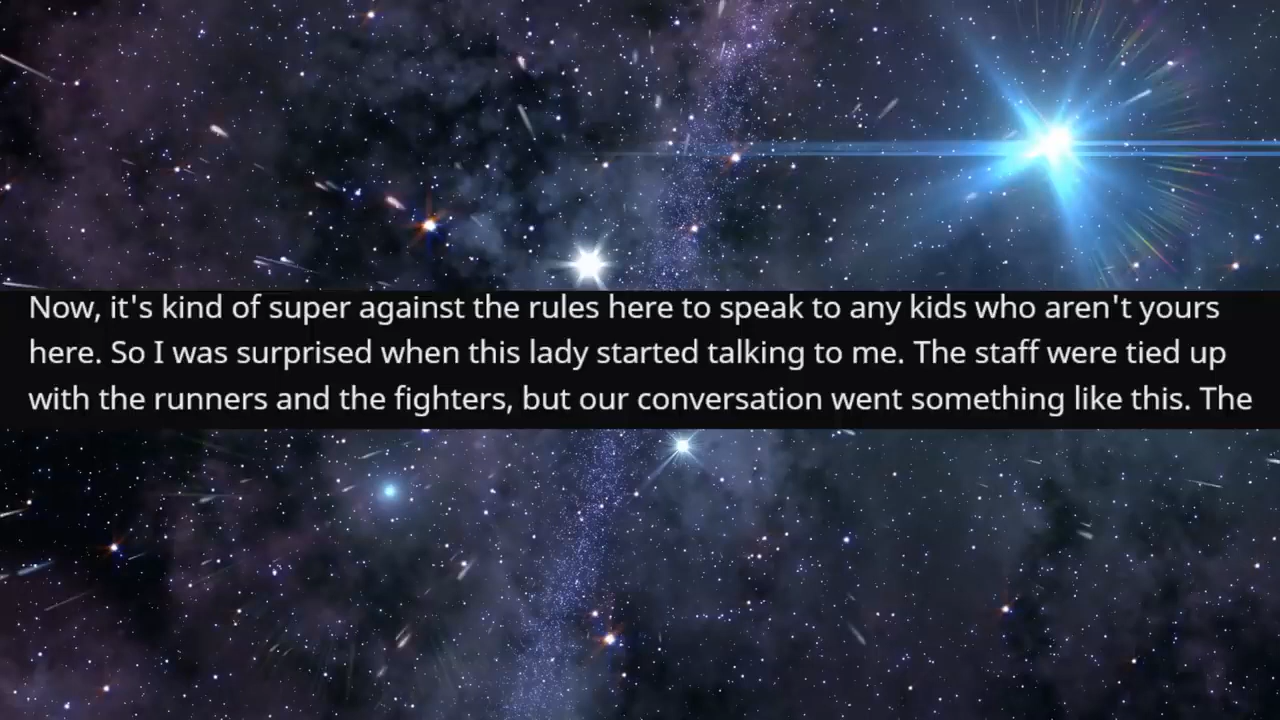 Now, it's kind of super against the rules here to speak to any kids who aren't yours
here. So I was surprised when this lady started talking to me. The staff were tied up
with the runners and the fighters, but our conversation went something like this. The